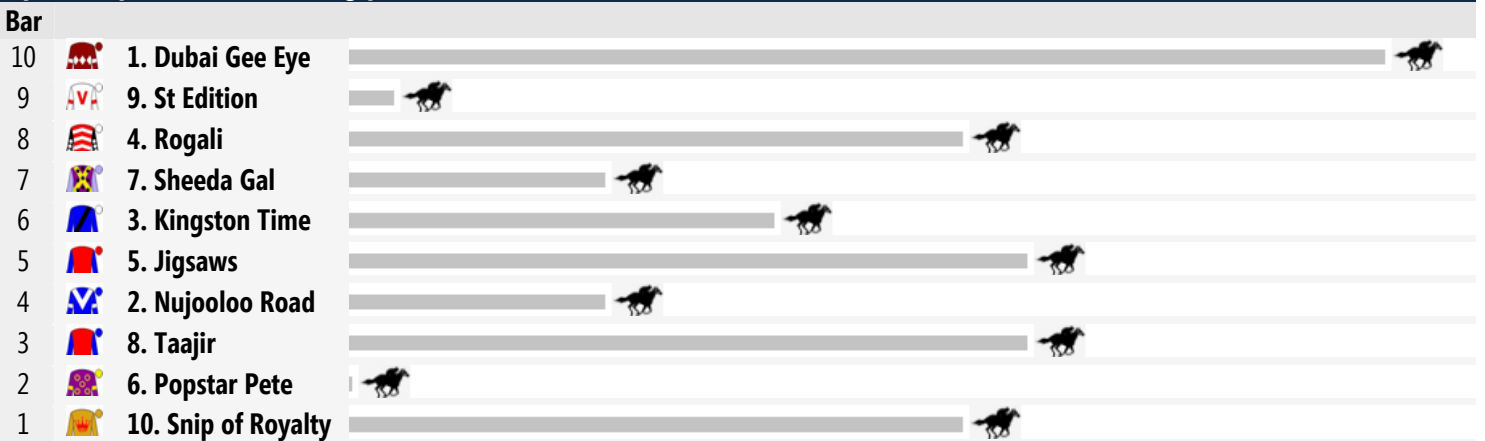 Bar
10 1. Dubai Gee Eye
9 V 9. St Edition
8 4. Rogali
7 7. Sheeda Gal
6 3. Kingston Time
5 5. Jigsaws
4 2. Nujooloo Road
3 8. Taajir
2 6. Popstar Pete
1 10. Snip of Royalty